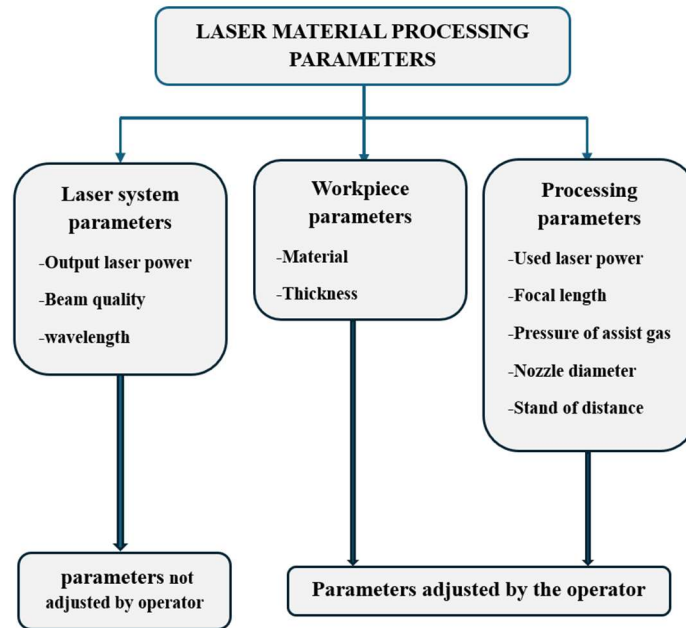 LASER MATERIAL PROCESSING
PARAMETERS
Laser system
parameters
-Output laser power
-Beam quality
-wavelength
Workpiece
parameters
-Material
-Thickness
Processing
parameters
-Used laser power
-Focal length
-Pressure of assist gas
-Nozzle diameter
-Stand of distance
parameters not
adjusted by operator
Parameters adjusted by the operator